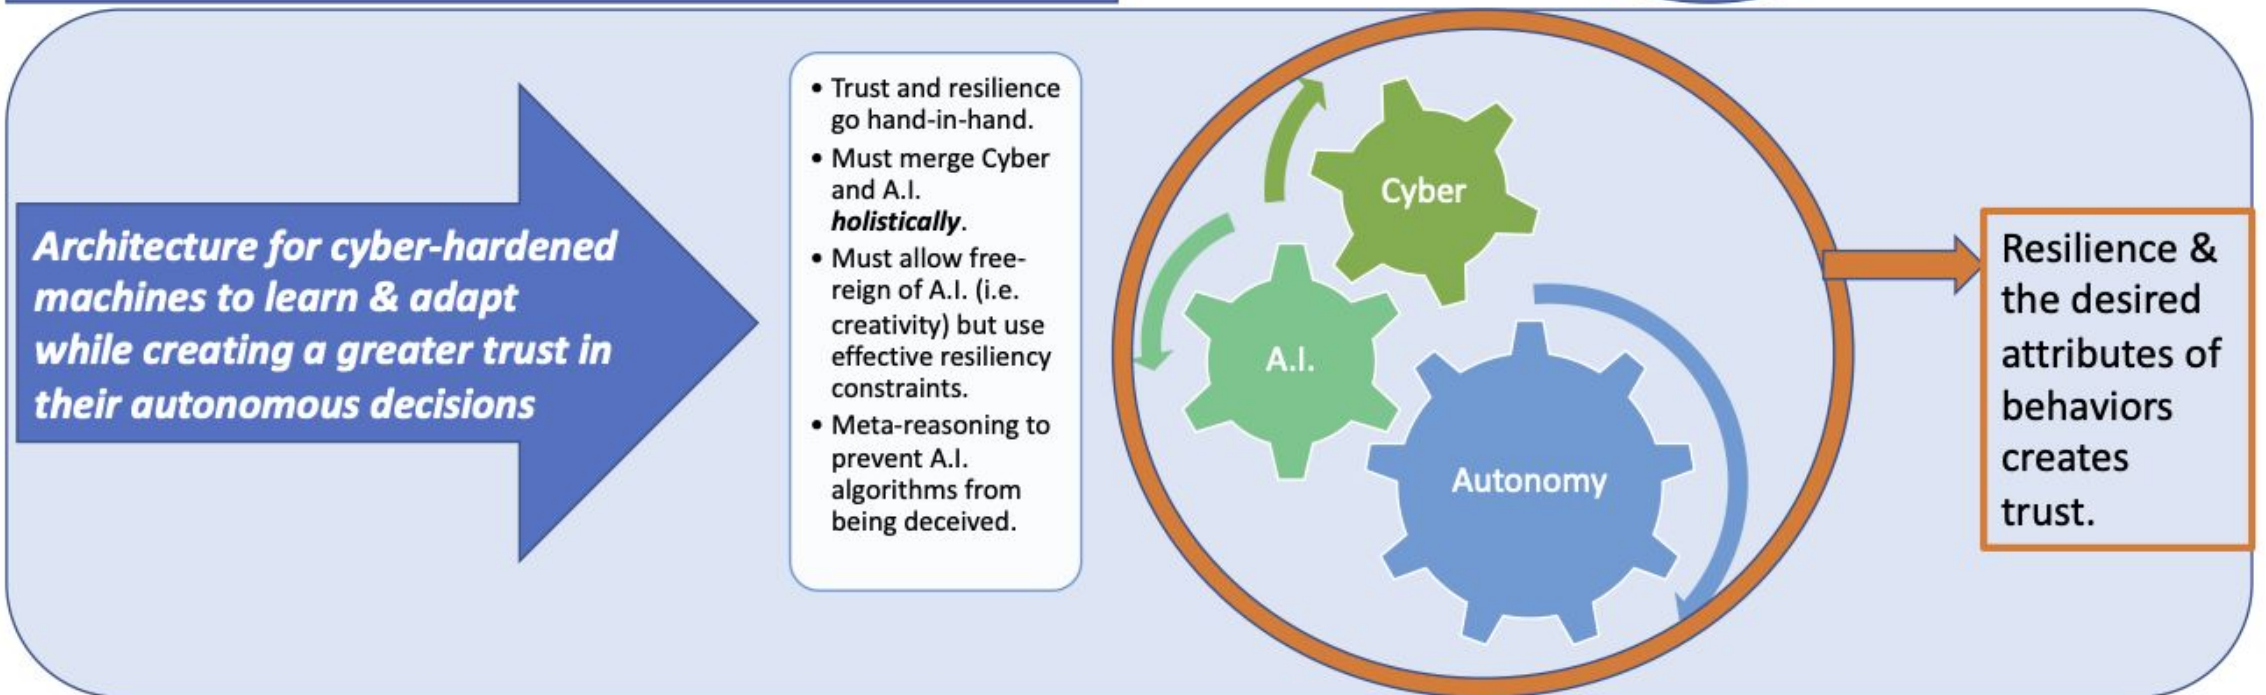 Architecture for cyber-hardened
machines to learn & adapt
while creating a greater trust in
their autonomous decisions
• Trust and resilience
go hand-in-hand.
• Must merge Cyber
and A.I.
holistically.
• Must allow free-
reign of A.I. (i.e.
creativity) but use
effective resiliency
constraints.
• Meta-reasoning to
prevent A.I.
algorithms from
being deceived.
Cyber
A.I.
Autonomy
Resilience &
the desired
attributes of
behaviors
creates
trust.